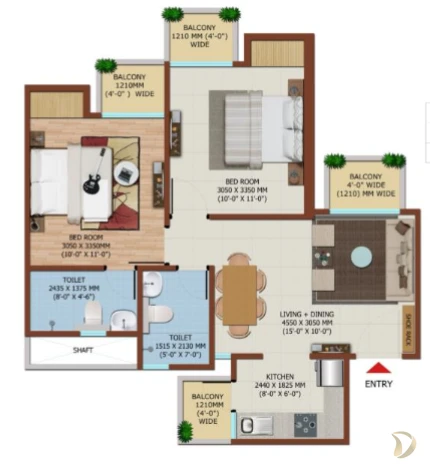 BALCONY
1210 MM (4'-0")
WIDE
BALCONY
1210MM
(4'-0" ) WIDE
BED ROOM
3050 X 3350 MM
(10'-0" X 11'-0")
BALCONY
4'-0" WIDE
(1210) MM WIDE
BED ROOM
3050 X 3350MM
(10'-0" X 11'-0")
TOILET
2435 X 1375 MM
(8'-0" X 4'-6")
LIVING + DINING
4550 X 3050 MM
(15'-0" X 10'-0")
SHOE RACK
TOILET
1515 X 2130 MM
(5'-0" X 7'-0")
SHAFT
KITCHEN
2440 X 1825 MM
(8'-0" X 6'-0")
ENTRY
BALCONY
1210MM
(4'-0")
WIDE